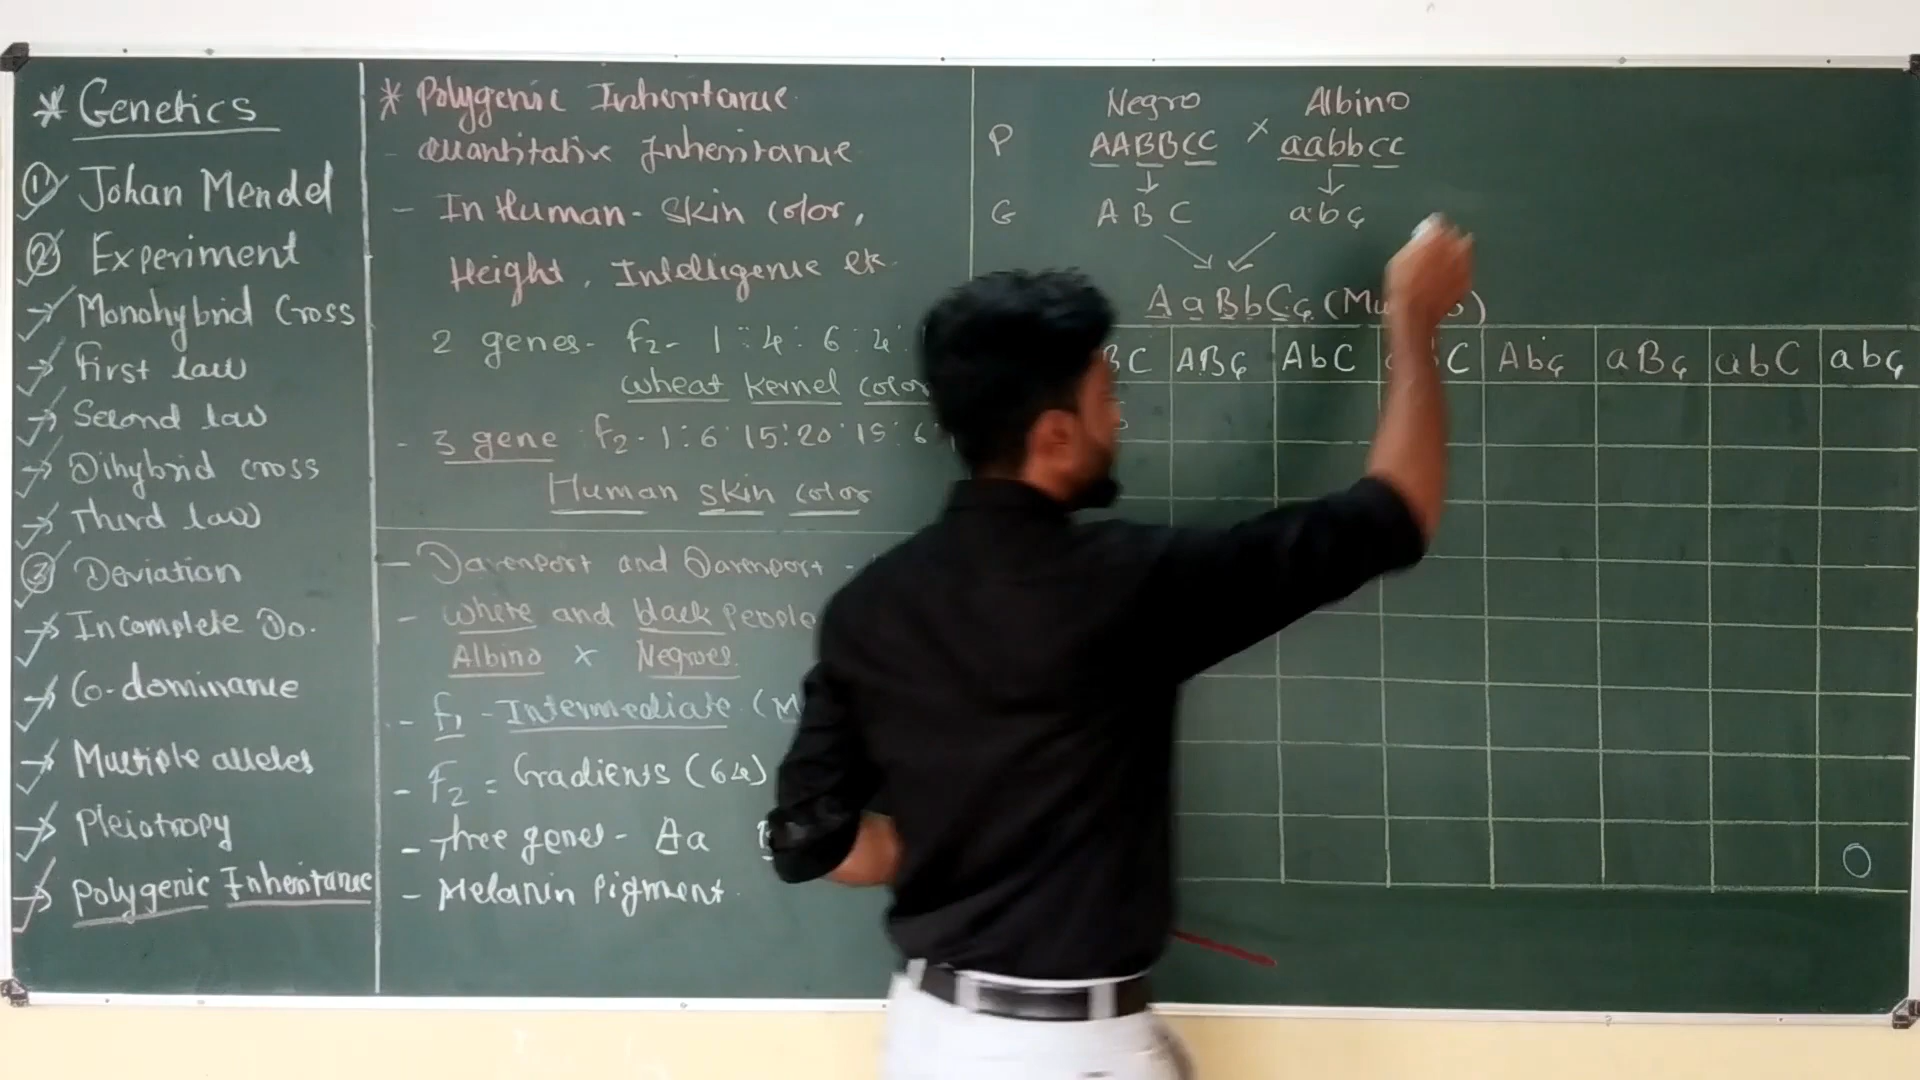 * Genetics
① Johan Mendel
② Experiment
→ Monohybrid Cross
→ First law
→ Second law
→ Dihybrid cross
→ Third law
③ Deviation
→ Incomplete Do.
→ Co-dominance
→ Multiple alleles
→ Pleiotropy
→ Polygenic Inheritance
* Polygenic Inheritance
- Quantitative Inheritance
- In Human - Skin color,
Height, Intelligence etc
2 genes - F2 - 1 : 4 : 6 : 4 :
wheat kernel color
- 3 gene F2 - 1 : 6 : 15 : 20 : 15 : 6 :
Human skin color
- Davenport and Davenport -
- white and black people
Albino x Negroes
- F1 - Intermediate (M
- F2 = Gradients (64)
- Three genes - Aa
- Melanin Pigment.
Negro Albino
P AABBCC x aabbcc
G ABC abc
AaBbCc (Mu
BC ABc AbC C Abc aBc abC abc
0